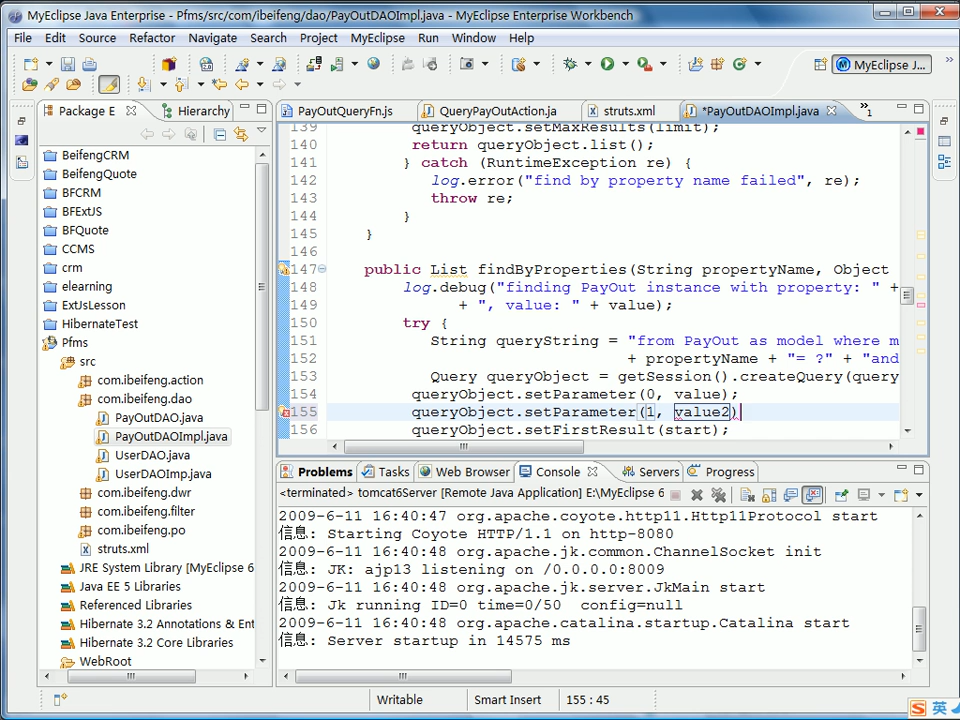 MyEclipse Java Enterprise - Pfms/src/com/ibeifeng/dao/PayOutDAOImpl.java - MyEclipse Enterprise Workbench
File Edit Source Refactor Navigate Search Project MyEclipse Run Window Help
MyEclipse J...
Package E
Hierarchy
BeifengCRM
BeifengQuote
BFCRM
BFExtJS
BFQuote
CCMS
crm
elearning
ExtJsLesson
HibernateTest
Pfms
src
com.ibeifeng.action
com.ibeifeng.dao
PayOutDAO.java
PayOutDAOImpl.java
UserDAO.java
UserDAOImp.java
com.ibeifeng.dwr
com.ibeifeng.filter
com.ibeifeng.po
struts.xml
JRE System Library [MyEclipse 6
Java EE 5 Libraries
Referenced Libraries
Hibernate 3.2 Annotations & Ent
Hibernate 3.2 Core Libraries
WebRoot
PayOutQueryFn.js QueryPayOutAction.ja struts.xml *PayOutDAOImpl.java »1
139 queryObject.setMaxResults(limit);
140 return queryObject.list();
141 } catch (RuntimeException re) {
142 log.error("find by property name failed", re);
143 throw re;
144 }
145 }
146
147 public List findByProperties(String propertyName, Object
148 log.debug("finding PayOut instance with property: " +
149 + ", value: " + value);
150 try {
151 String queryString = "from PayOut as model where m
152 + propertyName + "= ?" + "and
153 Query queryObject = getSession().createQuery(query
154 queryObject.setParameter(0, value);
155 queryObject.setParameter(1, value2)
156 queryObject.setFirstResult(start);
Problems Tasks Web Browser Console Servers Progress
<terminated> tomcat6Server [Remote Java Application] E:\MyEclipse 6
2009-6-11 16:40:47 org.apache.coyote.http11.Http11Protocol start
信息: Starting Coyote HTTP/1.1 on http-8080
2009-6-11 16:40:48 org.apache.jk.common.ChannelSocket init
信息: JK: ajp13 listening on /0.0.0.0:8009
2009-6-11 16:40:48 org.apache.jk.server.JkMain start
信息: Jk running ID=0 time=0/50 config=null
2009-6-11 16:40:48 org.apache.catalina.startup.Catalina start
信息: Server startup in 14575 ms
Writable Smart Insert 155 : 45
S 英